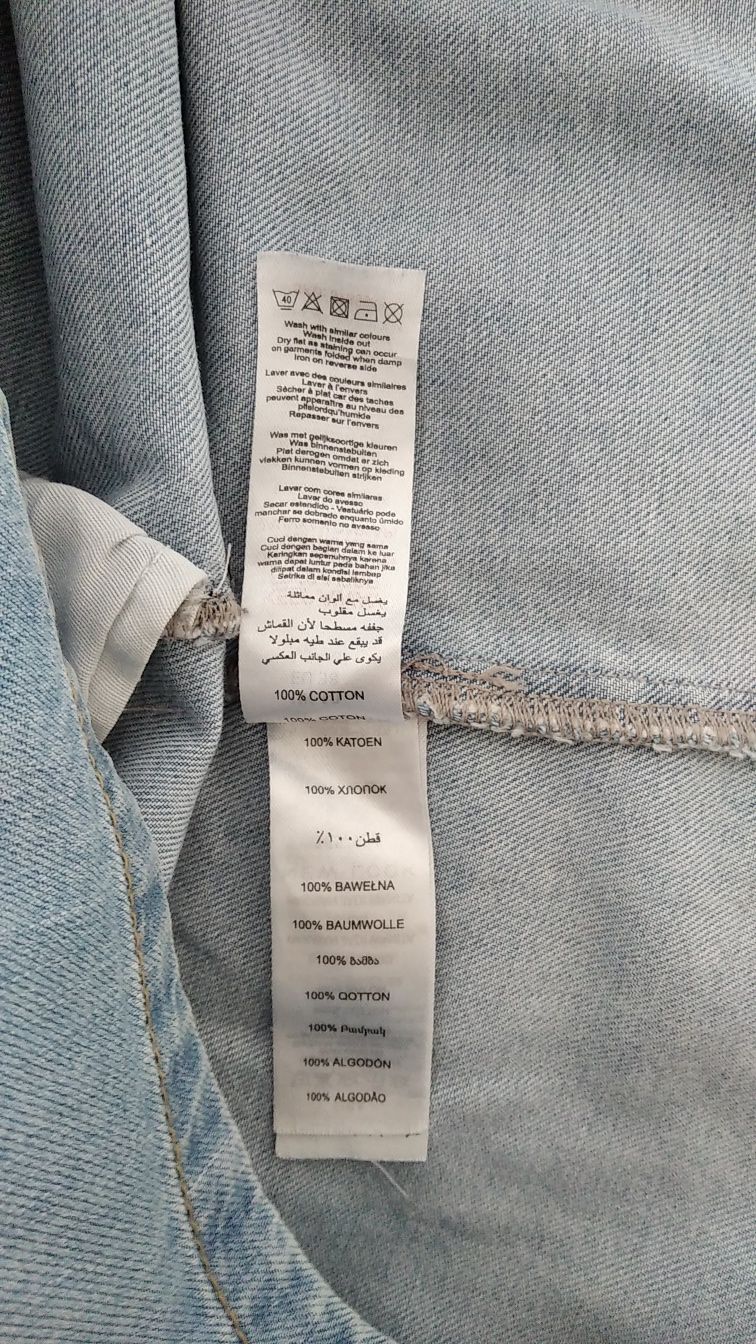 40
Wash with similar colours
Wash Inside out
Dry flat as staining can occur
on garments folded when damp
Iron on reverse side
Laver avec des couleurs similaires
Laver à l'envers
Sécher à plat car des taches
peuvent apparaître au niveau des
plislordqu'humide
Repasser sur l'envers
Was met gelijksoortige kleuren
Was binnenstebuiten
Plat derogen omdat er zich
vlekken kunnen vormen op kleding
Binnenstebuiten strijken
Lavar com cores similares
Lavar do avesso
Secar estendido - Vestuário pode
manchar se dobrado enquanto úmido
Ferro somente no avesso
Cuci dengan warna yang sama
Cuci dengan bagian dalam ke luar
Keringkan sepenuhnya karena
warna dapat luntur pada bahan jika
dilipat dalam kondisi lembap
Setrika di sisi sebaliknya
يغسل مع ألوان مماثلة
يغسل مقلوب
جففه مسطحا لأن القماش
قد يبقع عند طيه مبلولا
يكوى علي الجانب العكسي
100% COTTON
100% COTON
100% KATOEN
100% ХЛОПОК
قطن ١٠٠٪
100% BAWEŁNA
100% BAUMWOLLE
100% ბამბა
100% QOTTON
100% Բամբակ
100% ALGODÓN
100% ALGODÃO